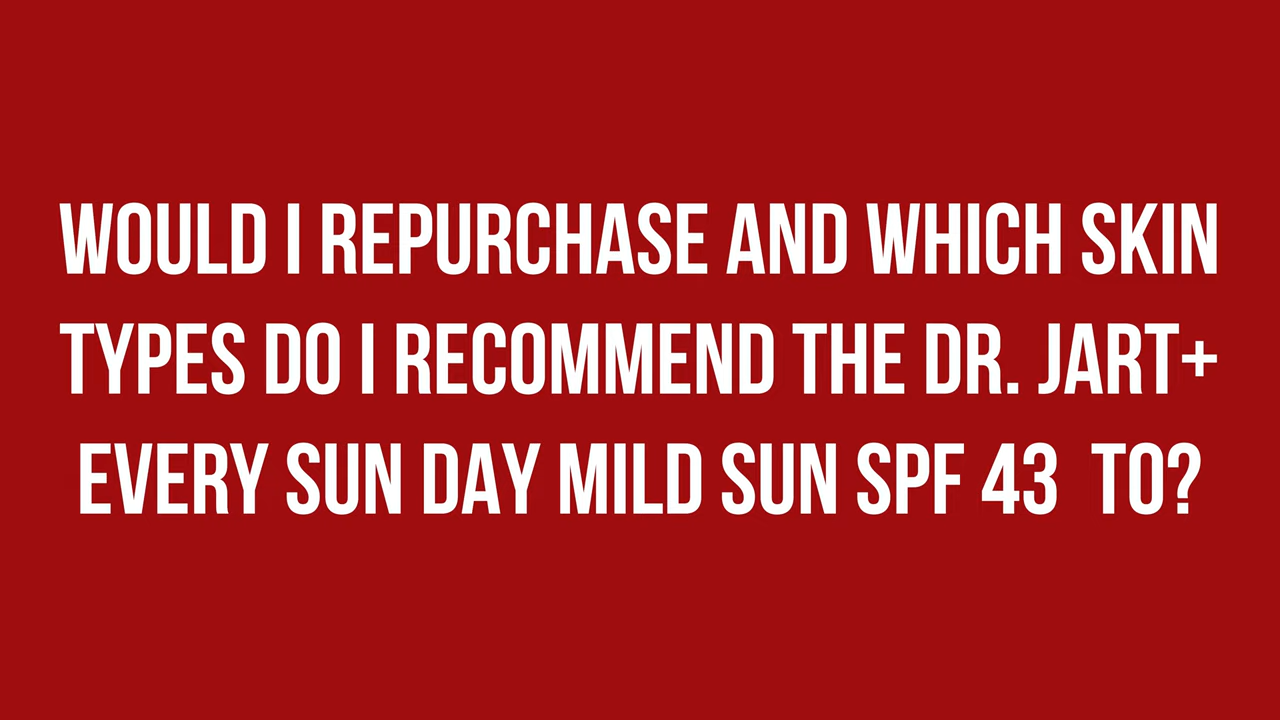 WOULD I REPURCHASE AND WHICH SKIN
TYPES DO I RECOMMEND THE DR. JART+
EVERY SUN DAY MILD SUN SPF 43 TO?